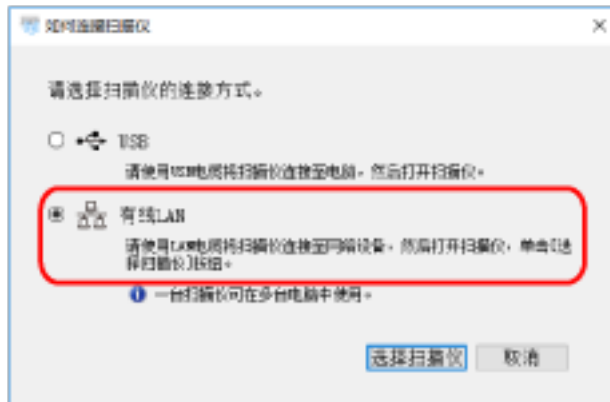 如何连接扫描仪
请选择扫描仪的连接方式。
USB
请使用USB电缆将扫描仪连接至电脑，然后打开扫描仪。
有线LAN
请使用LAN电缆将扫描仪连接至网络设备，然后打开扫描仪，单击[选
择扫描仪]按钮。
一台扫描仪可在多台电脑中使用。
选择扫描仪
取消